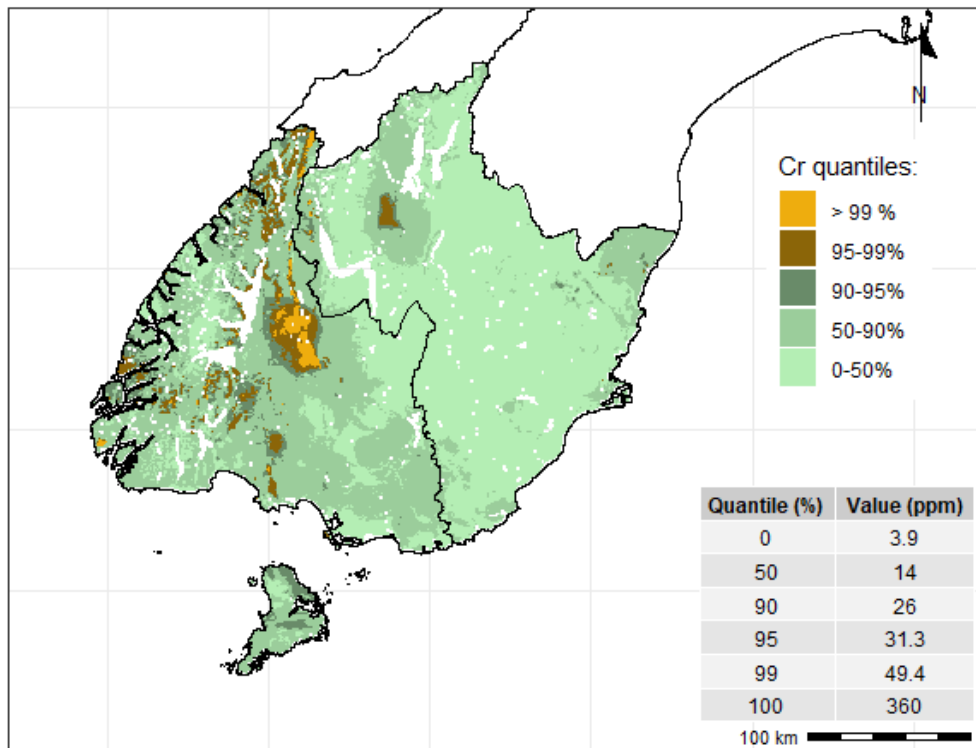 N
Cr quantiles:
> 99 %
95-99%
90-95%
50-90%
0-50%
Quantile (%) Value (ppm)
0 3.9
50 14
90 26
95 31.3
99 49.4
100 360
100 km